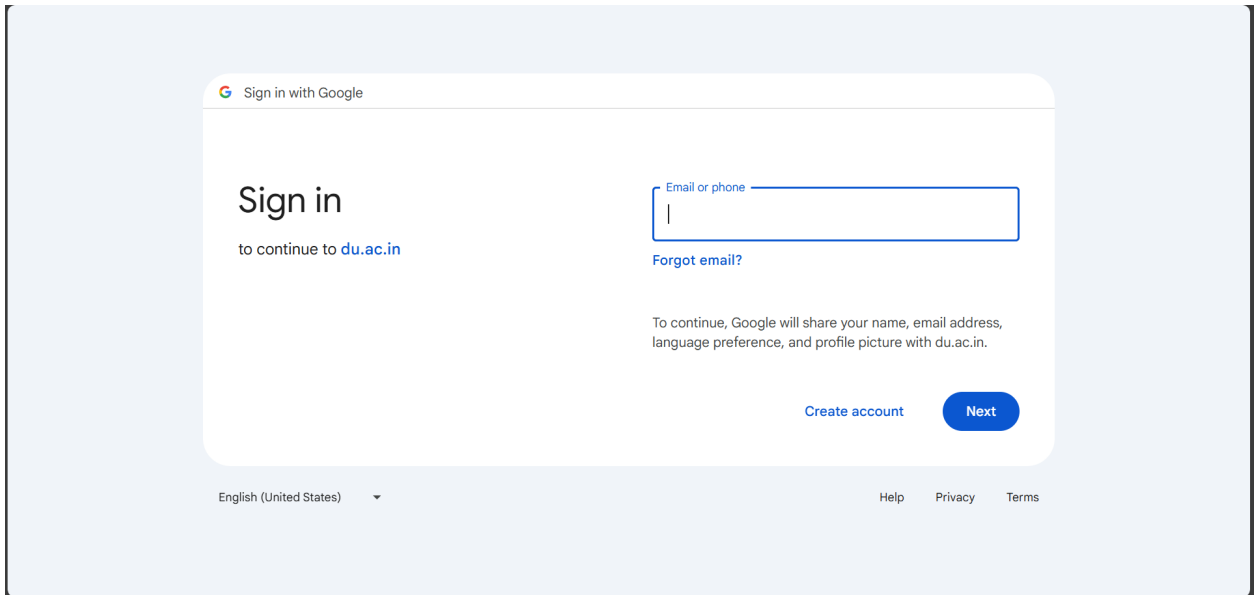 Sign in with Google
Sign in
to continue to du.ac.in
Email or phone
Forgot email?
To continue, Google will share your name, email address,
language preference, and profile picture with du.ac.in.
Create account
Next
English (United States)
Help
Privacy
Terms